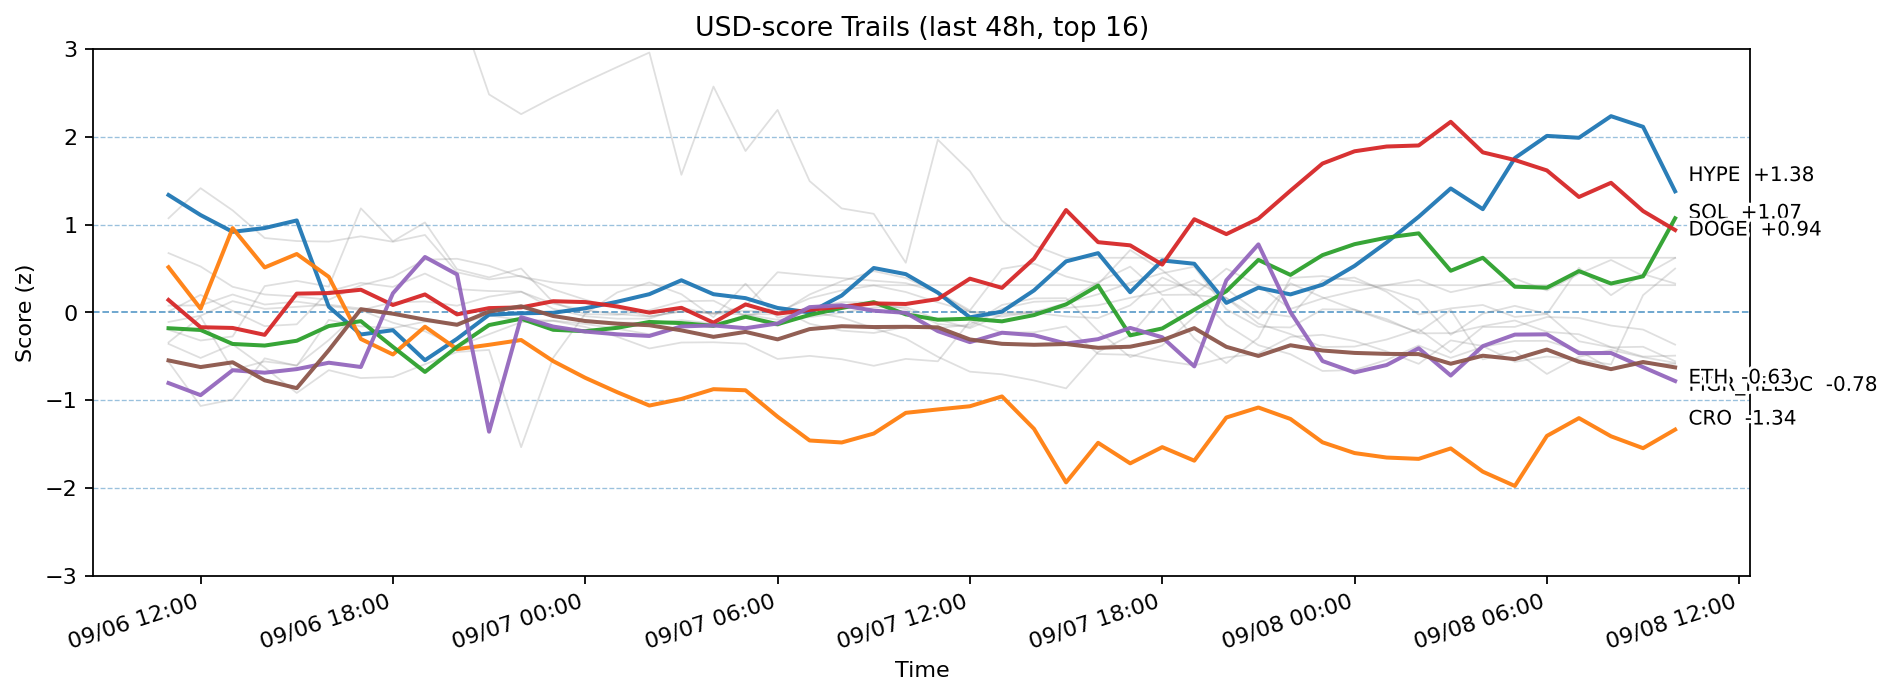 USD-score Trails (last 48h, top 16)
3
2
1
0
−1
−2
−3
Score (z)
HYPE +1.38
SOL +1.07
DOGE +0.94
ETH -0.63
-0.78
CRO -1.34
09/06 12:00
09/06 18:00
09/07 00:00
09/07 06:00
09/07 12:00
09/07 18:00
09/08 00:00
09/08 06:00
09/08 12:00
Time